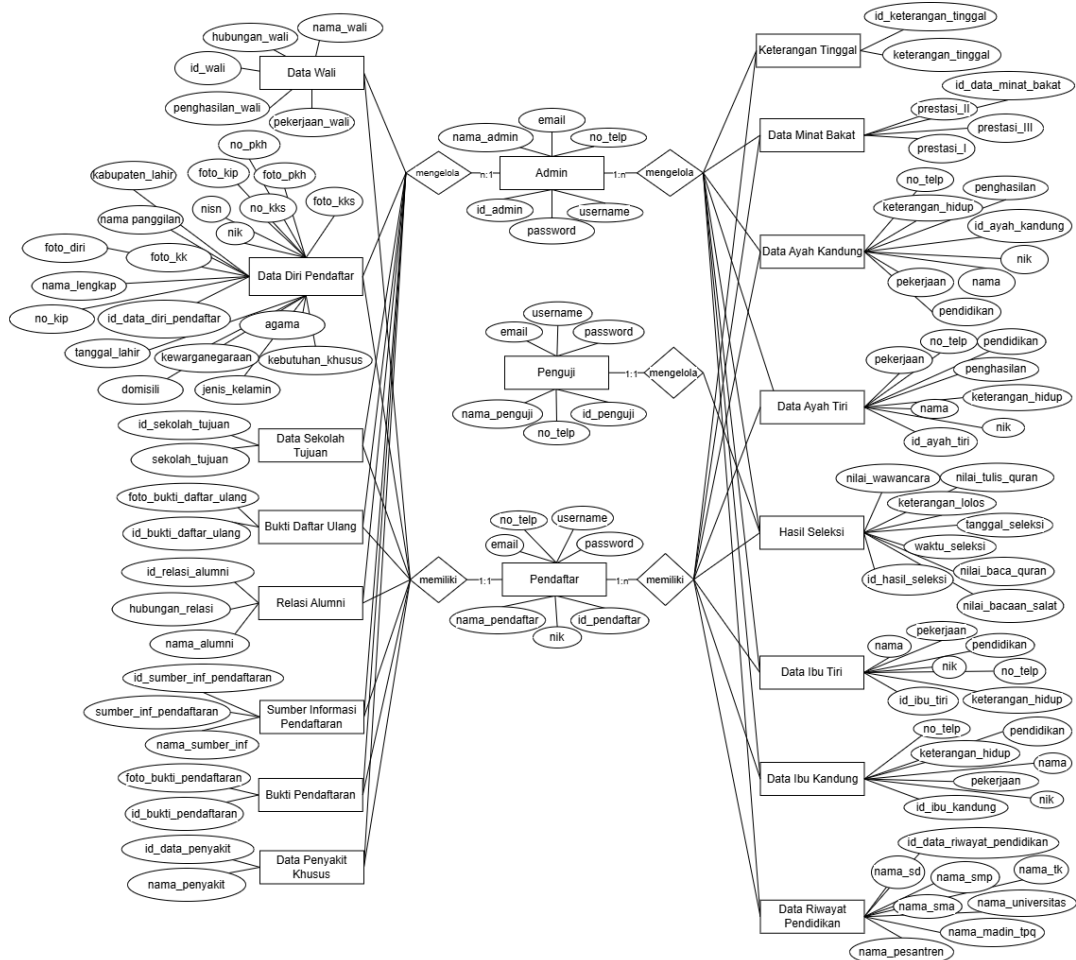 nama_wali
hubungan_wali
id_wali
Data Wali
penghasilan_wali
pekerjaan_wali
no_pkh
kabupaten_lahir
foto_kip
foto_pkh
nisn
no_kks
foto_kks
nama panggilan
nik
foto_diri
foto_kk
Data Diri Pendaftar
nama_lengkap
no_kip
id_data_diri_pendaftar
agama
tanggal_lahir
kewarganegaraan
kebutuhan_khusus
domisili
jenis_kelamin
id_sekolah_tujuan
Data Sekolah
Tujuan
sekolah_tujuan
foto_bukti_daftar_ulang
Bukti Daftar Ulang
id_bukti_daftar_ulang
id_relasi_alumni
Relasi Alumni
hubungan_relasi
nama_alumni
id_sumber_inf_pendaftaran
sumber_inf_pendaftaran
Sumber Informasi
Pendaftaran
nama_sumber_inf
foto_bukti_pendaftaran
Bukti Pendaftaran
id_bukti_pendaftaran
id_data_penyakit
Data Penyakit
Khusus
nama_penyakit
email
nama_admin
no_telp
mengelola
n:1
Admin
1:n
mengelola
id_admin
username
password
username
email
password
Penguji
1:1
mengelola
nama_penguji
id_penguji
no_telp
no_telp
username
email
password
memiliki
1:1
Pendaftar
1:n
memiliki
nama_pendaftar
id_pendaftar
nik
id_keterangan_tinggal
Keterangan Tinggal
keterangan_tinggal
id_data_minat_bakat
prestasi_II
Data Minat Bakat
prestasi_III
prestasi_I
no_telp
penghasilan
keterangan_hidup
id_ayah_kandung
Data Ayah Kandung
nik
pekerjaan
nama
pendidikan
no_telp
pendidikan
pekerjaan
penghasilan
keterangan_hidup
Data Ayah Tiri
nama
nik
id_ayah_tiri
nilai_wawancara
nilai_tulis_quran
keterangan_lolos
tanggal_seleksi
Hasil Seleksi
waktu_seleksi
nilai_baca_quran
id_hasil_seleksi
nilai_bacaan_salat
pekerjaan
nama
pendidikan
nik
no_telp
Data Ibu Tiri
id_ibu_tiri
keterangan_hidup
no_telp
pendidikan
keterangan_hidup
nama
Data Ibu Kandung
pekerjaan
nik
id_ibu_kandung
id_data_riwayat_pendidikan
nama_sd
nama_smp
nama_tk
nama_sma
nama_universitas
Data Riwayat
Pendidikan
nama_madin_tpq
nama_pesantren